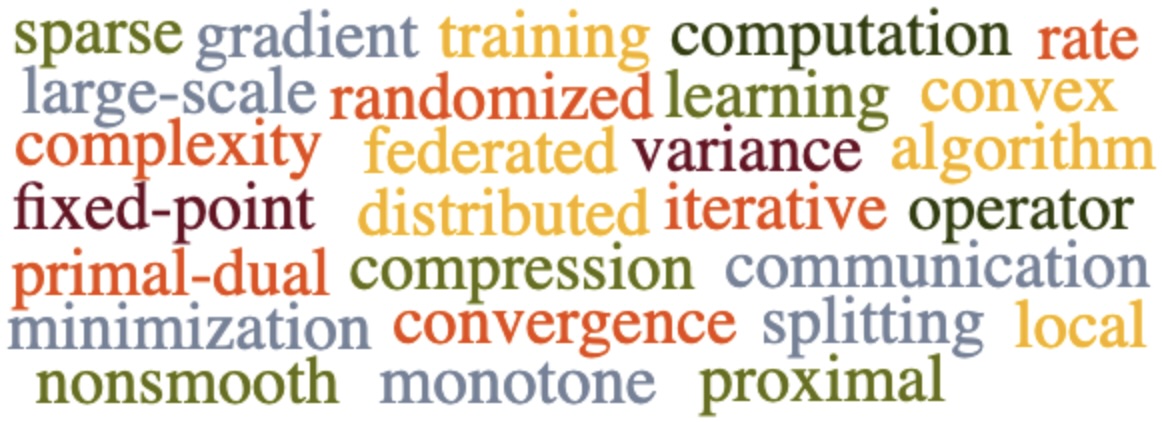 sparse gradient training computation rate
large-scale randomized learning convex
complexity federated variance algorithm
fixed-point distributed iterative operator
primal-dual compression communication
minimization convergence splitting local
nonsmooth monotone proximal